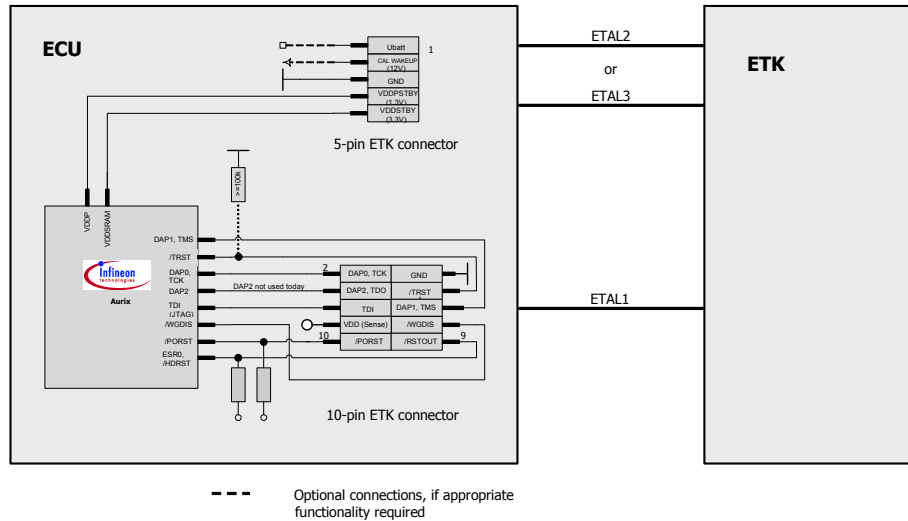 ECU
ETK
ETAL2
or
ETAL3
ETAL1
Ubatt
1
CAL WAKEUP
(12V)
GND
VDDPSTBY
(1,3V)
VDDSTBY
(3,3V)
5-pin ETK connector
>=100k
VDDP
VDDSRAM
Infineon
technologies
Aurix
DAP1, TMS
/TRST
DAP0,
TCK
DAP2
TDI
(JTAG)
/WGDIS
/PORST
ESR0,
/HDRST
DAP2 not used today
2
DAP0, TCK
GND
DAP2, TDO
/TRST
TDI
DAP1, TMS
VDD (Sense)
/WGDIS
10
/PORST
/RSTOUT
9
10-pin ETK connector
Optional connections, if appropriate
functionality required